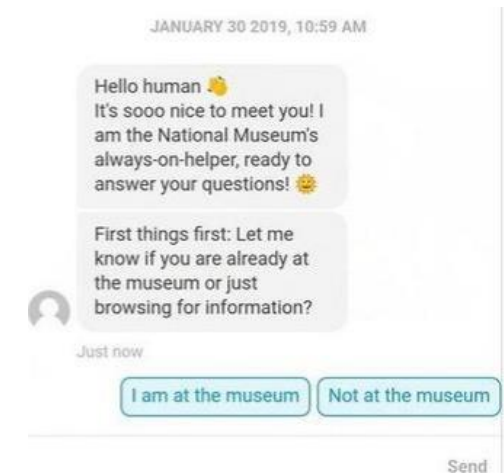 JANUARY 30 2019, 10:59 AM
Hello human 👋
It's sooo nice to meet you! I
am the National Museum's
always-on-helper, ready to
answer your questions! 🌞
First things first: Let me
know if you are already at
the museum or just
browsing for information?
Just now
I am at the museum
Not at the museum
Send